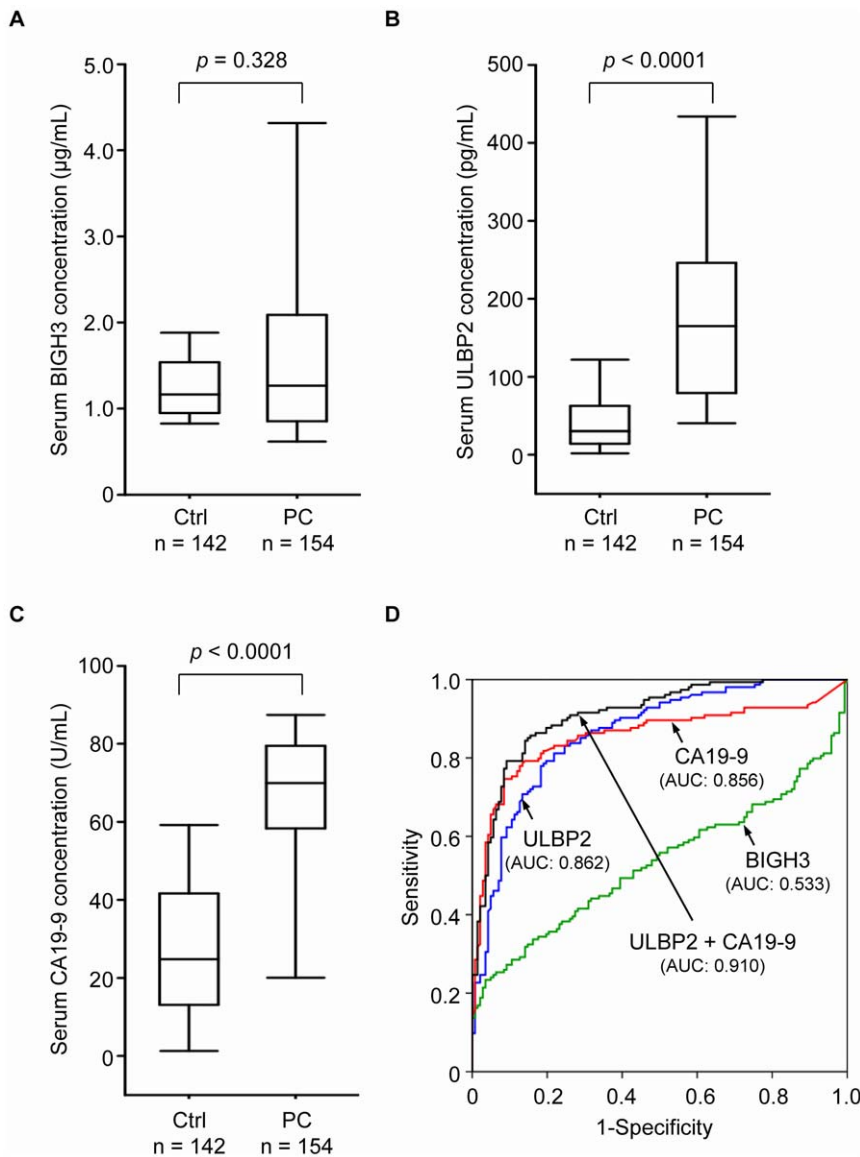 A
p = 0.328
Serum BIGH3 concentration (µg/mL)
5.0
4.0
3.0
2.0
1.0
0
Ctrl
n = 142
PC
n = 154
B
p < 0.0001
Serum ULBP2 concentration (pg/mL)
500
400
300
200
100
0
Ctrl
n = 142
PC
n = 154
C
p < 0.0001
Serum CA19-9 concentration (U/mL)
100
80
60
40
20
0
Ctrl
n = 142
PC
n = 154
D
Sensitivity
1.0
0.8
0.6
0.4
0.2
0
CA19-9
(AUC: 0.856)
ULBP2
(AUC: 0.862)
BIGH3
(AUC: 0.533)
ULBP2 + CA19-9
(AUC: 0.910)
0
0.2
0.4
0.6
0.8
1.0
1-Specificity